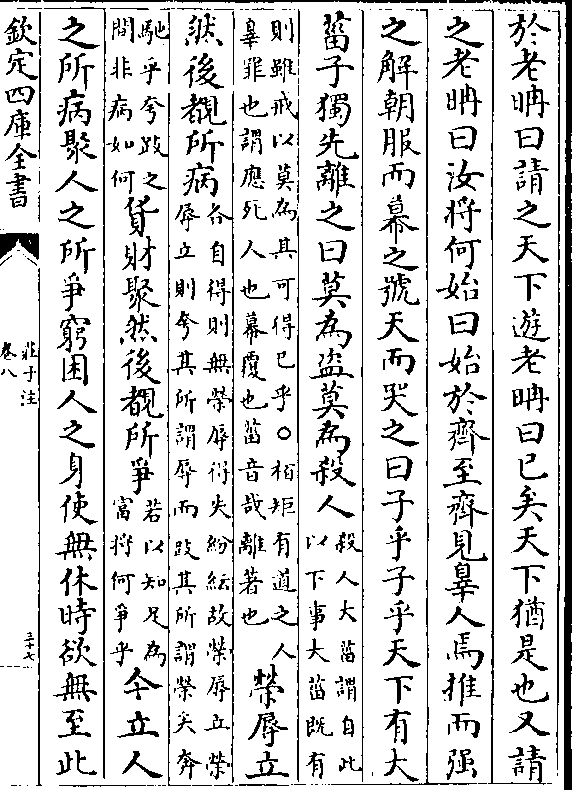 於老聃曰請之天下遊老聃曰已矣天下猶是也又請
之老聃曰汝將何始曰始於齊至齊見辜人焉推而强
之解朝服而幕之號天而哭之曰子乎子乎天下有大
菑子獨先離之曰莫為盗莫為殺人殺人大菑謂自此
以下事大菑既有
則雖戒以莫為其可得已乎○栢矩有道之人
辜罪也謂應死人也幕覆也菑音哉離著也榮辱立
然後覩所病各自得則無榮辱得失紛紜故榮辱立榮
辱立則夸其所謂辱而跂其所謂榮矣奔
馳乎夸跂之
間非病如何貨財聚然後覩所爭若以知足為
富將何爭乎今立人
之所病聚人之所爭窮困人之身使無休時欲無至此
欽定四庫全書
莊子注
卷八
三十七